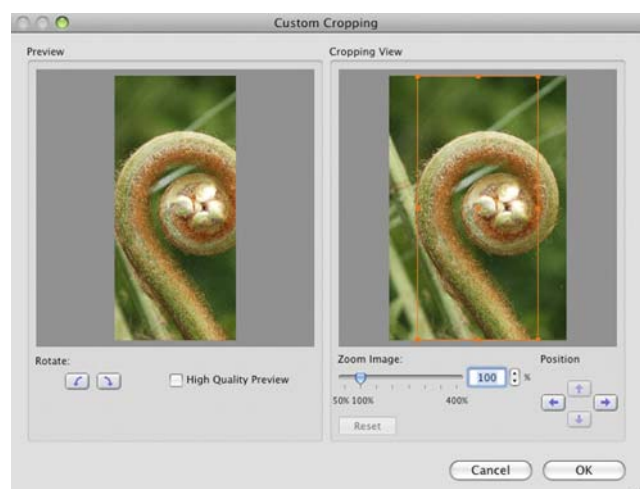 Custom Cropping
Preview
Cropping View
Rotate:
High Quality Preview
Zoom Image:
100 %
50% 100% 400%
Position
Reset
Cancel OK